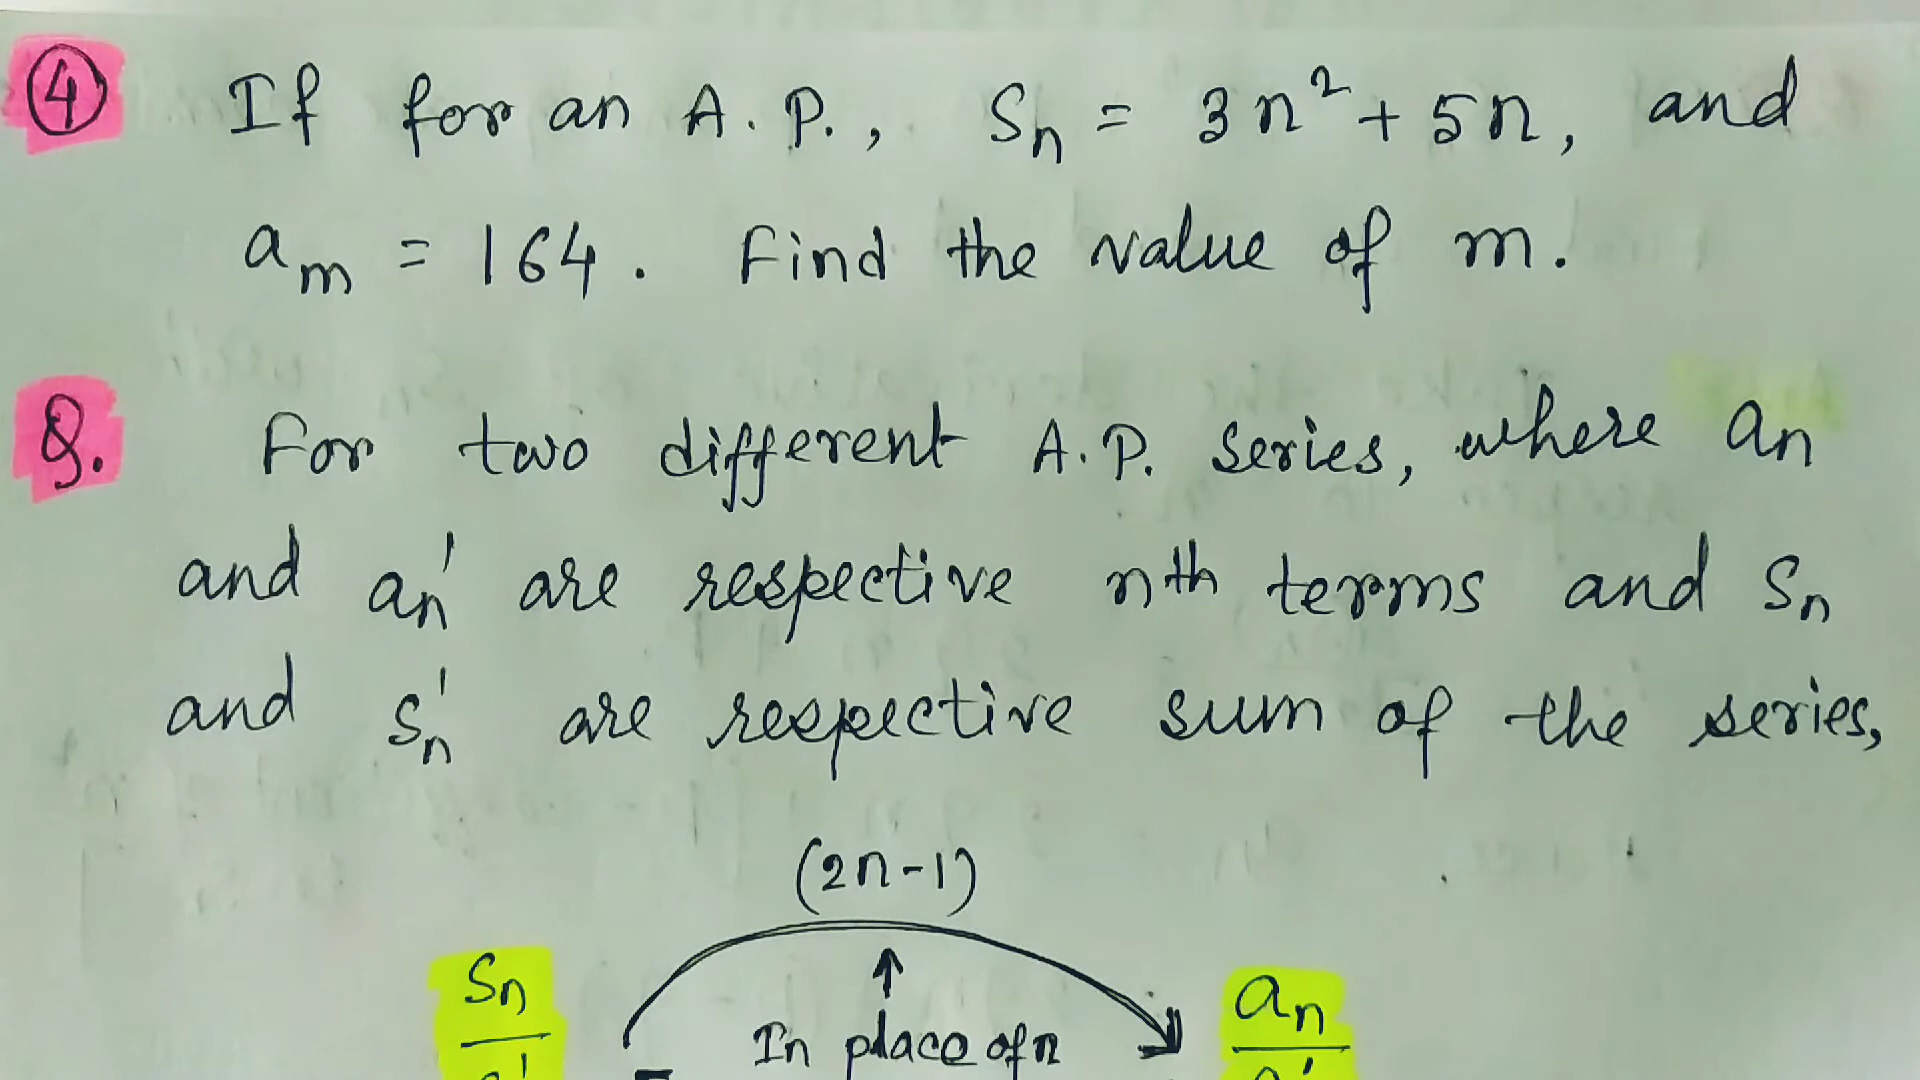 ④ If for an A.P., Sₙ = 3n² + 5n, and
aₘ = 164. Find the value of m.
Q. For two different A.P. series, where aₙ
and aₙ' are respective nth terms and Sₙ
and Sₙ' are respective sum of the series,
(2n-1)
↑
Sₙ aₙ
In place of n